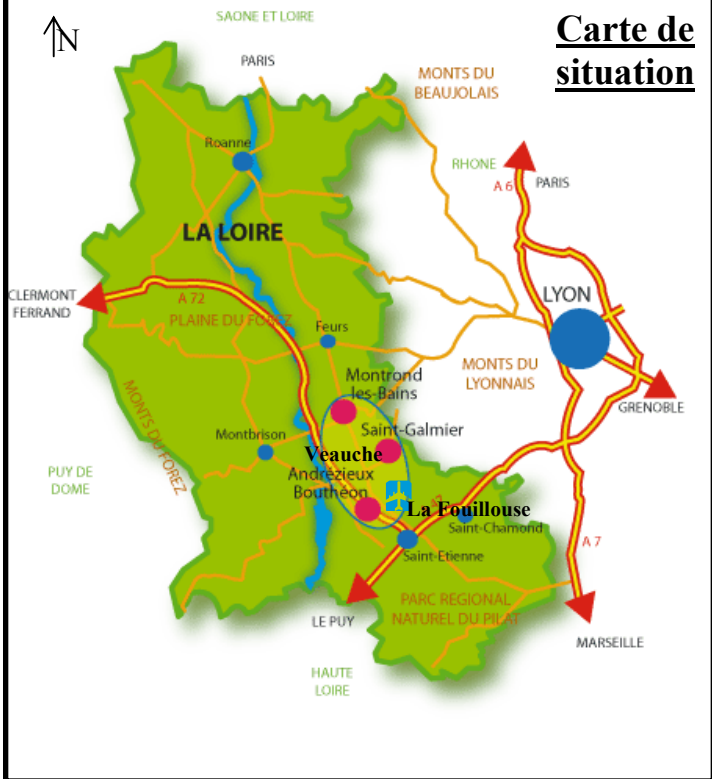 SAONE ET LOIRE
N
Carte de
situation
PARIS
MONTS DU
BEAUJOLAIS
Roanne
RHONE
A 6
PARIS
LA LOIRE
CLERMONT
FERRAND
A 72
PLAINE DU FOREZ
LYON
Feurs
MONTS DU
LYONNAIS
Montrond
les-Bains
GRENOBLE
MONTS DU FOREZ
Saint-Galmier
Montbrison
Veauche
PUY DE
DOME
Andrézieux
Bouthéon
La Fouillouse
Saint-Chamond
Saint-Etienne
A 7
PARC REGIONAL
NATUREL DU PILAT
LE PUY
MARSEILLE
HAUTE
LOIRE